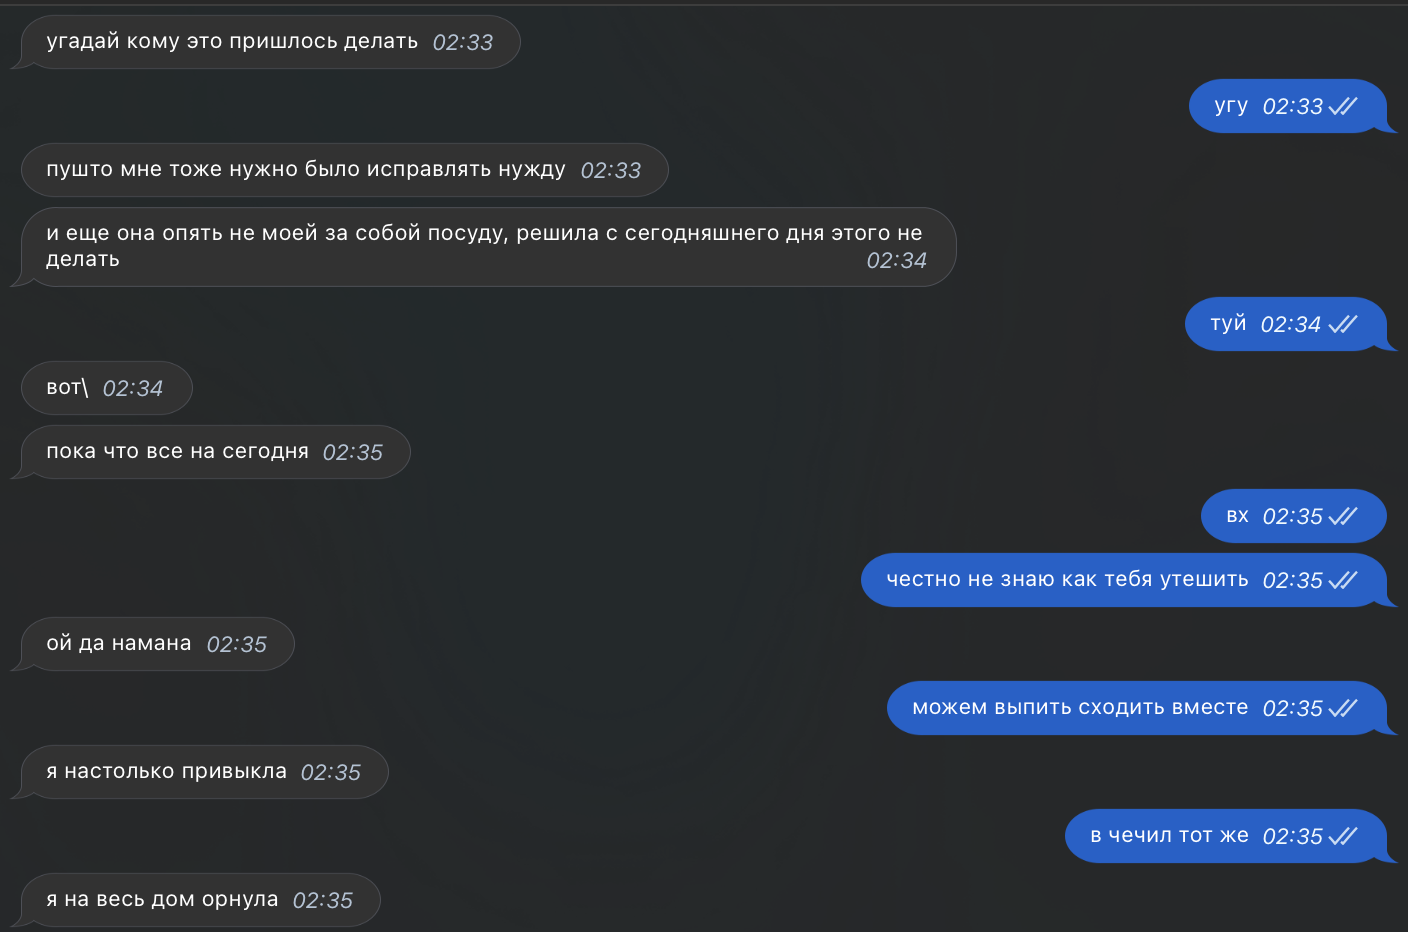 угадай кому это пришлось делать 02:33
угу 02:33
пушто мне тоже нужно было исправлять нужду 02:33
и еще она опять не моей за собой посуду, решила с сегодняшнего дня этого не
делать 02:34
туй 02:34
вот\ 02:34
пока что все на сегодня 02:35
вх 02:35
честно не знаю как тебя утешить 02:35
ой да намана 02:35
можем выпить сходить вместе 02:35
я настолько привыкла 02:35
в чечил тот же 02:35
я на весь дом орнула 02:35